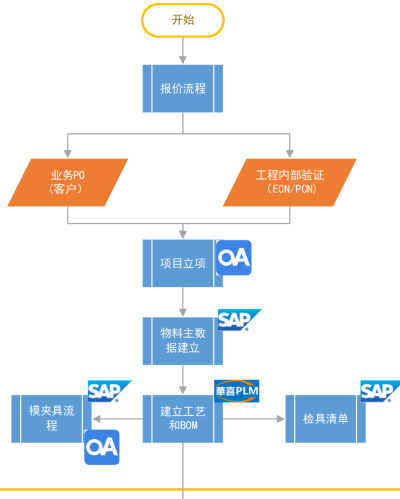 开始
报价流程
业务PO
（客户）
工程内部验证
（ECN/PCN）
项目立项
OA
SAP
物料主数
据建立
SAP
華喜PLM
SAP
模夹具流
程
建立工艺
和BOM
检具清单
OA